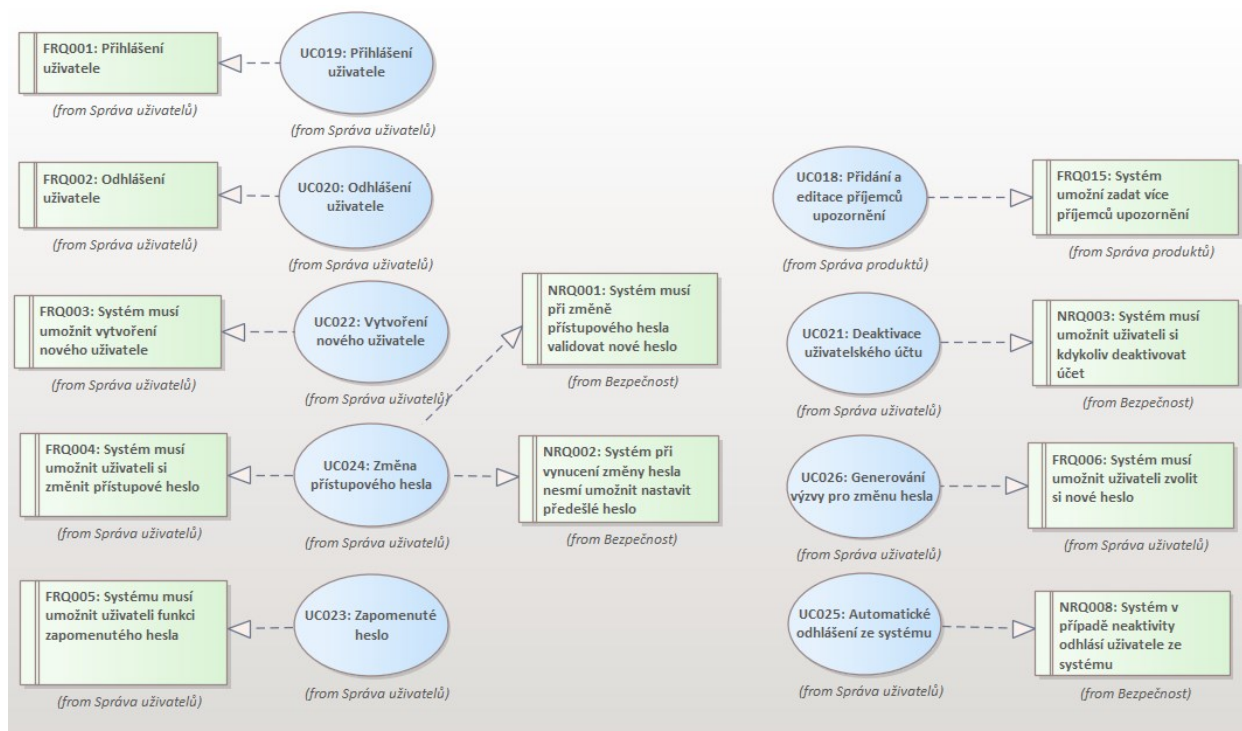 FRQ001: Přihlášení
uživatele
(from Správa uživatelů)
UC019: Přihlášení
uživatele
(from Správa uživatelů)
FRQ002: Odhlášení
uživatele
(from Správa uživatelů)
UC020: Odhlášení
uživatele
(from Správa uživatelů)
UC018: Přidání a
editace příjemců
upozornění
(from Správa produktů)
FRQ015: Systém
umožní zadat více
příjemců upozornění
(from Správa produktů)
FRQ003: Systém musí
umožnit vytvoření
nového uživatele
(from Správa uživatelů)
UC022: Vytvoření
nového uživatele
(from Správa uživatelů)
NRQ001: Systém musí
při změně
přístupového hesla
validovat nové heslo
(from Bezpečnost)
UC021: Deaktivace
uživatelského účtu
(from Správa uživatelů)
NRQ003: Systém musí
umožnit uživateli si
kdykoliv deaktivovat
účet
(from Bezpečnost)
FRQ004: Systém musí
umožnit uživateli si
změnit přístupové heslo
(from Správa uživatelů)
UC024: Změna
přístupového hesla
(from Správa uživatelů)
NRQ002: Systém při
vynucení změny hesla
nesmí umožnit nastavit
předešlé heslo
(from Bezpečnost)
UC026: Generování
výzvy pro změnu hesla
(from Správa uživatelů)
FRQ006: Systém musí
umožnit uživateli zvolit
si nové heslo
(from Správa uživatelů)
FRQ005: Systému musí
umožnit uživateli funkci
zapomenutého hesla
(from Správa uživatelů)
UC023: Zapomenuté
heslo
(from Správa uživatelů)
UC025: Automatické
odhlášení ze systému
(from Správa uživatelů)
NRQ008: Systém v
případě neaktivity
odhlásí uživatele ze
systému
(from Bezpečnost)